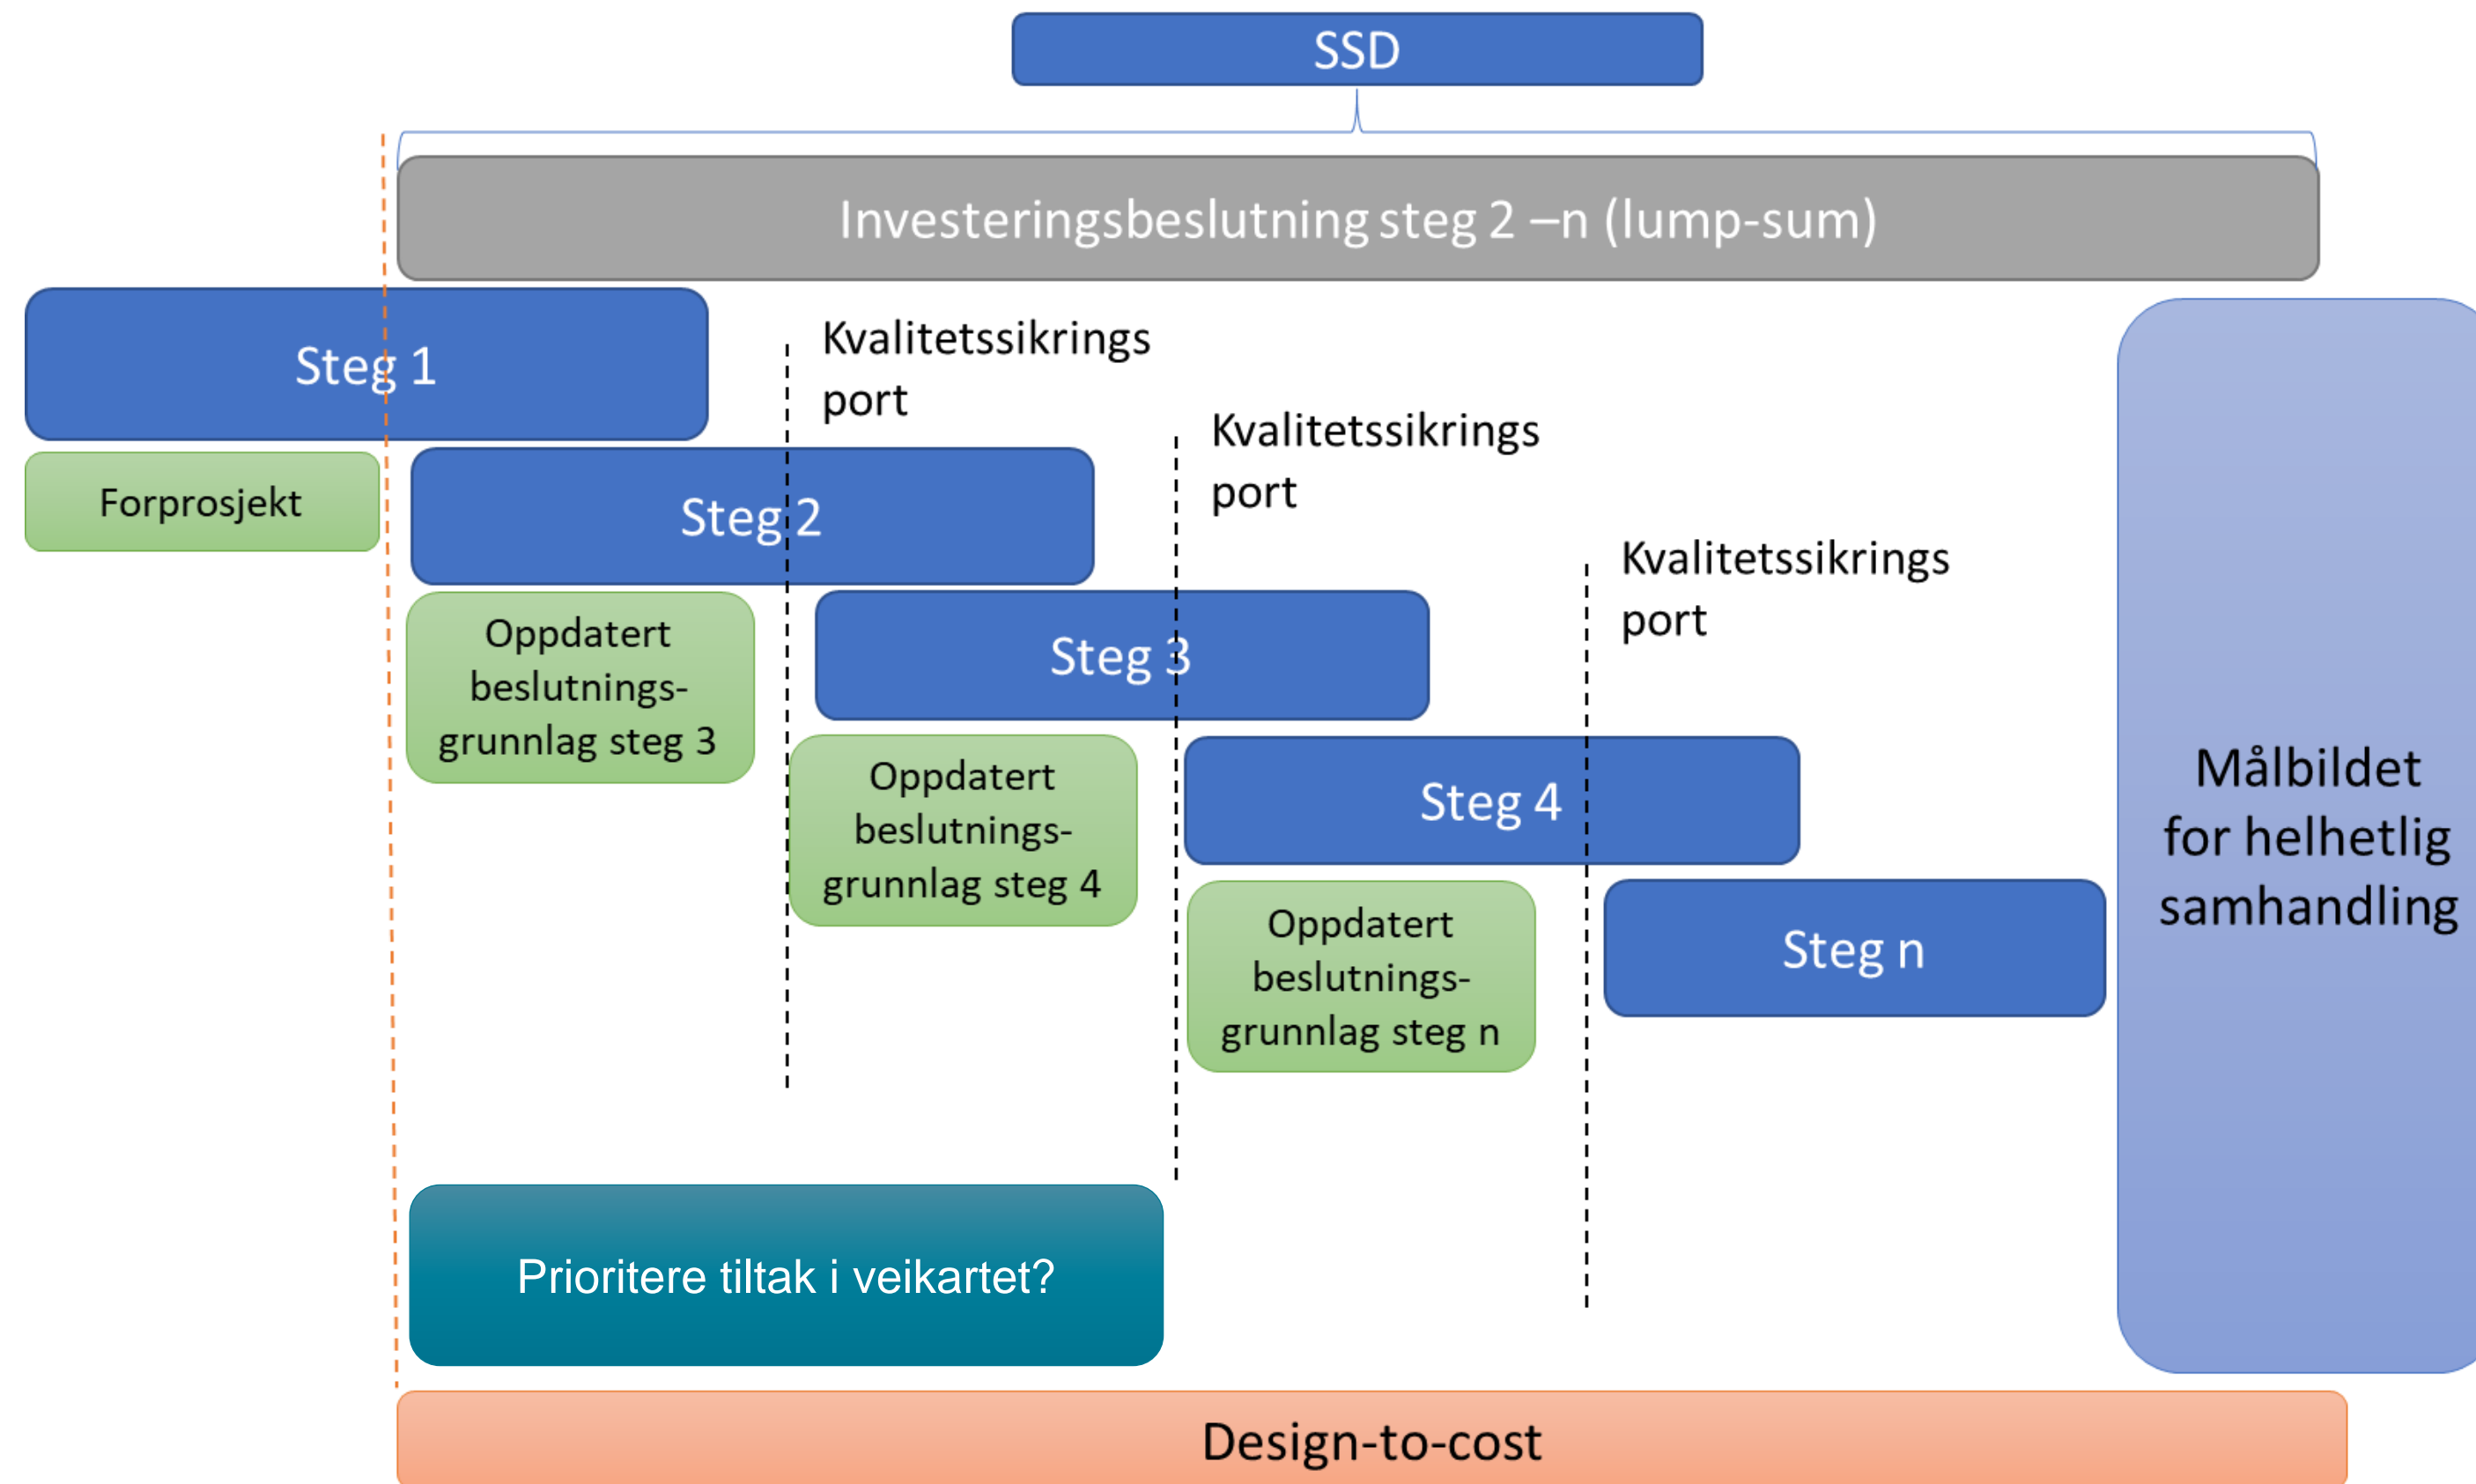 SSD
Investeringsbeslutning steg 2 –n (lump-sum)
Steg 1
Kvalitetssikrings
port
Forprosjekt
Steg 2
Kvalitetssikrings
port
Oppdatert
beslutnings-
grunnlag steg 3
Steg 3
Kvalitetssikrings
port
Oppdatert
beslutnings-
grunnlag steg 4
Steg 4
Oppdatert
beslutnings-
grunnlag steg n
Steg n
Målbildet
for helhetlig
samhandling
Prioritere tiltak i veikartet?
Design-to-cost